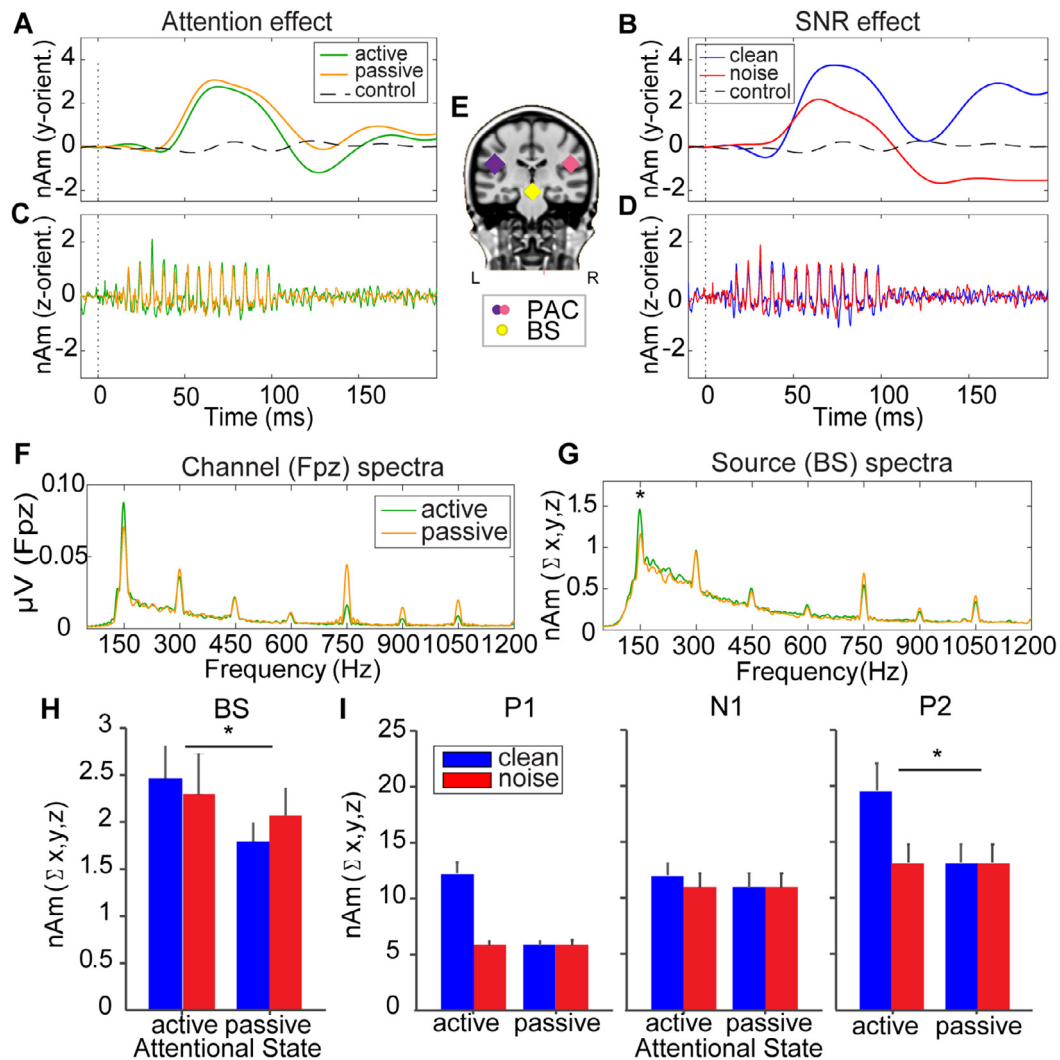 A Attention effect
4
2
0
-2
nAm (y-orient.)
active
passive
control
B SNR effect
4
2
0
-2
nAm (y-orient.)
clean
noise
control
C
2
0
-2
nAm (z-orient.)
0 50 100 150
Time (ms)
D
2
0
-2
nAm (z-orient.)
0 50 100 150
Time (ms)
E
L R
PAC
BS
F Channel (Fpz) spectra
0.10
0.05
0
µV (Fpz)
active
passive
150 300 450 600 750 900 1050 1200
Frequency (Hz)
G Source (BS) spectra
*
1.5
1
0.5
0
nAm (Σ x,y,z)
150 300 450 600 750 900 1050 1200
Frequency(Hz)
H BS
*
3
2.5
2
1.5
1
0.5
0
nAm (Σ x,y,z)
active passive
Attentional State
I P1 N1 P2
*
25
20
15
10
5
0
nAm (Σ x,y,z)
clean
noise
active passive active passive active passive
Attentional State